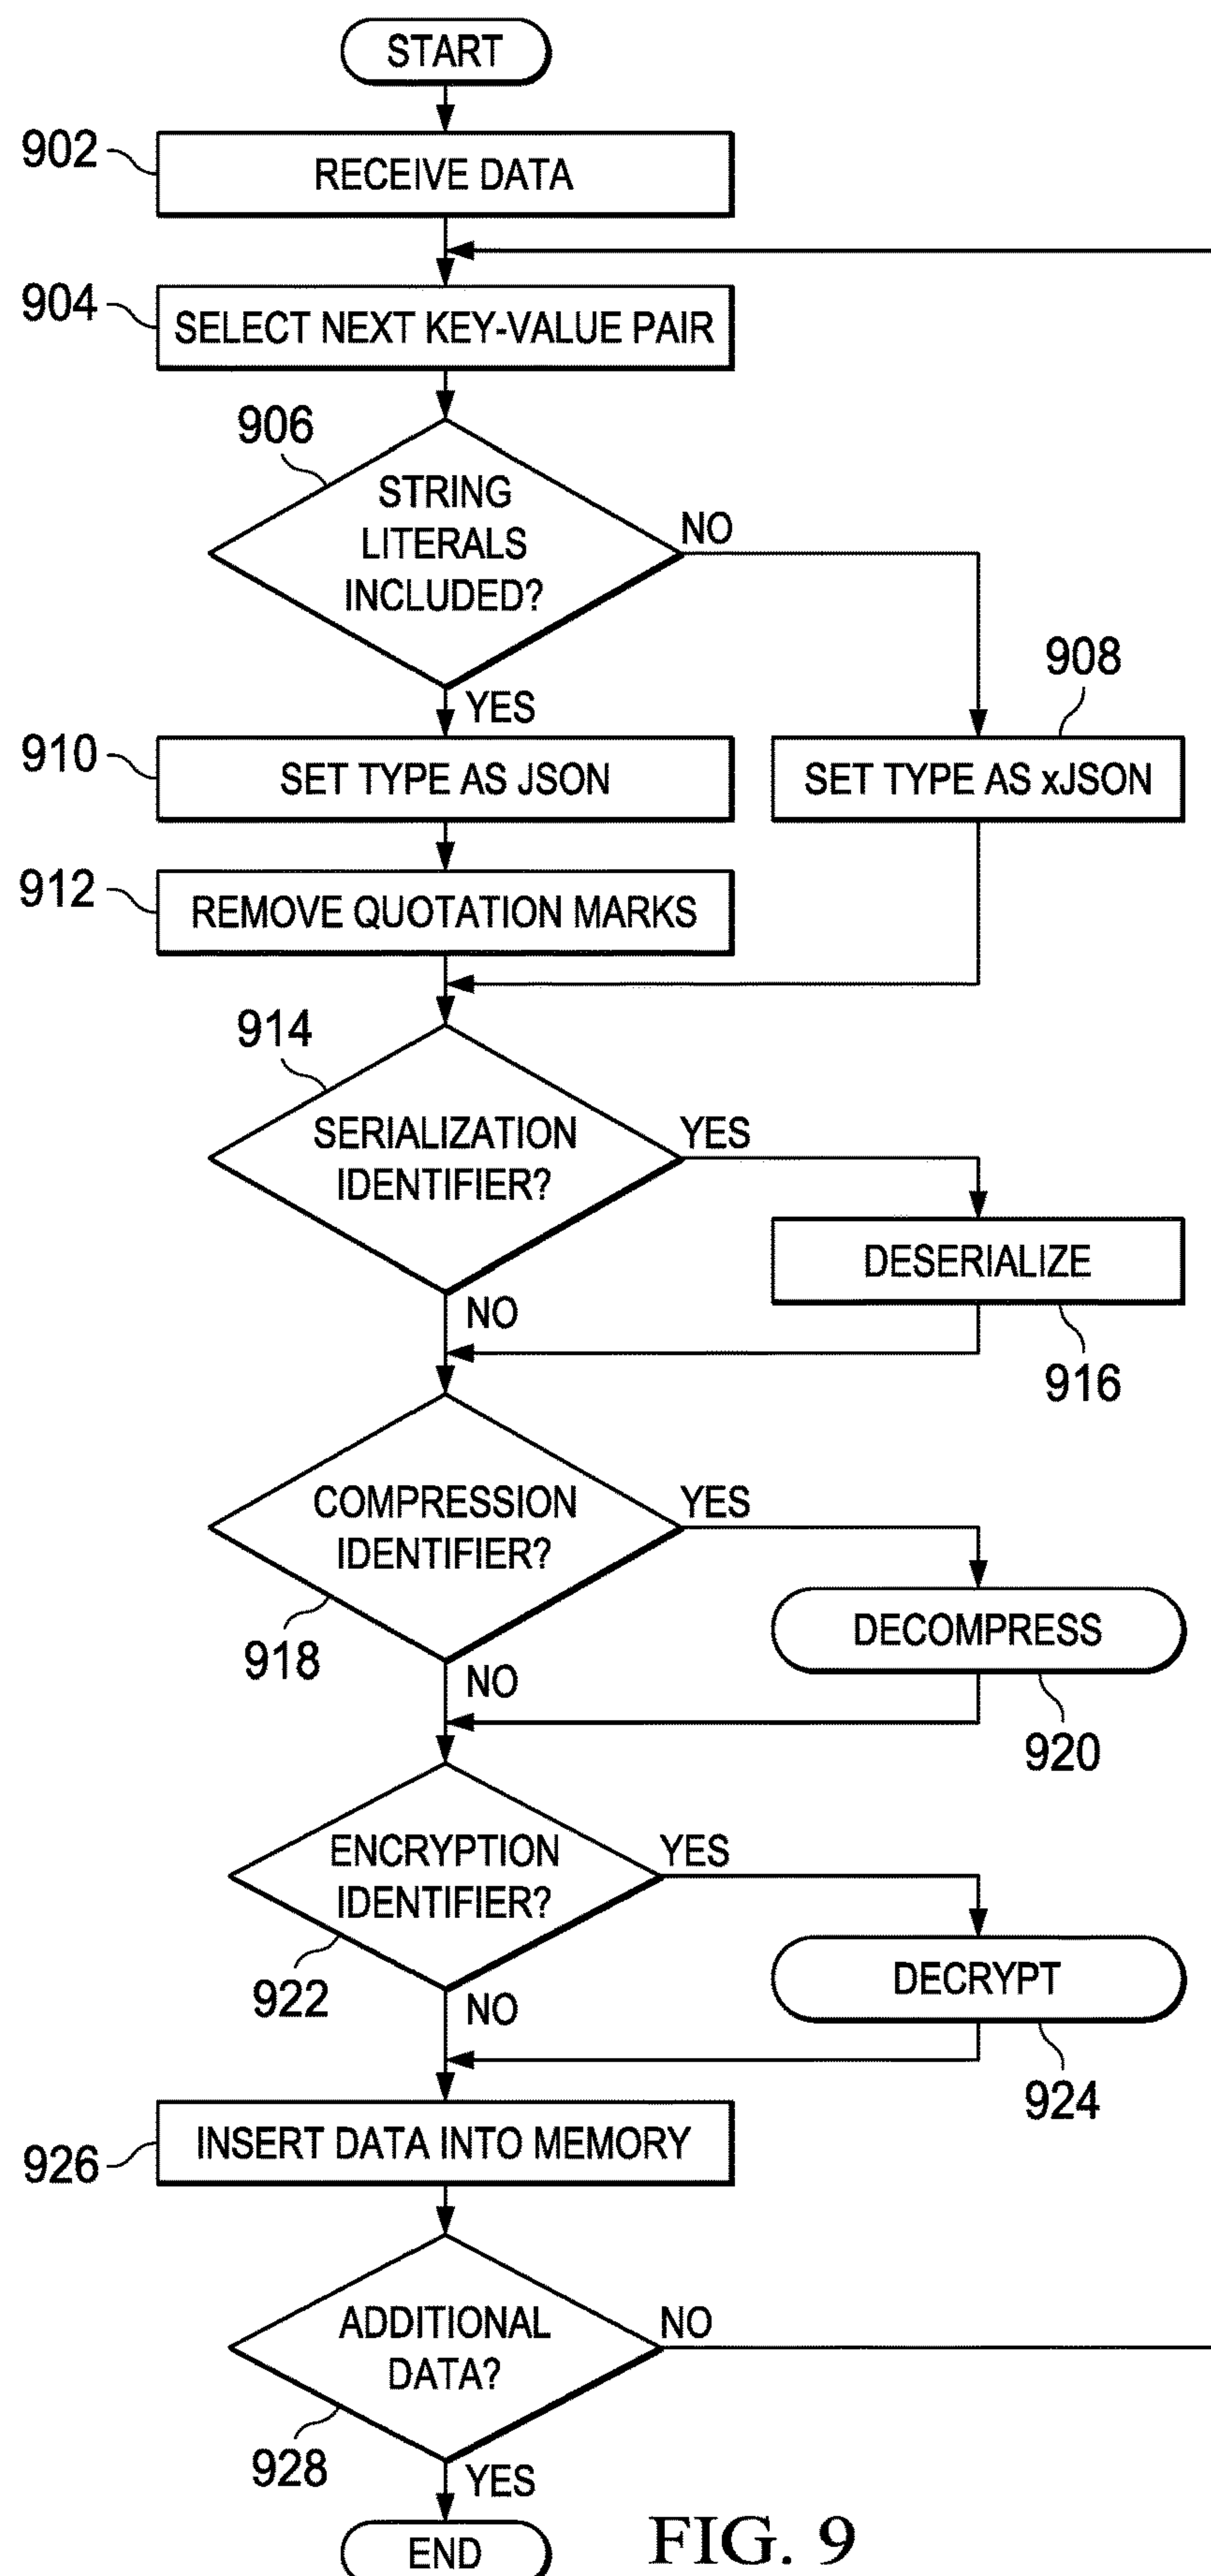 START
902
RECEIVE DATA
904
SELECT NEXT KEY-VALUE PAIR
906
STRING
LITERALS
INCLUDED?
NO
YES
908
910
SET TYPE AS JSON
SET TYPE AS xJSON
912
REMOVE QUOTATION MARKS
914
SERIALIZATION
IDENTIFIER?
YES
DESERIALIZE
NO
916
COMPRESSION
IDENTIFIER?
YES
DECOMPRESS
918
NO
920
ENCRYPTION
IDENTIFIER?
YES
DECRYPT
922
NO
924
INSERT DATA INTO MEMORY
926
ADDITIONAL
DATA?
NO
928
YES
END
FIG. 9